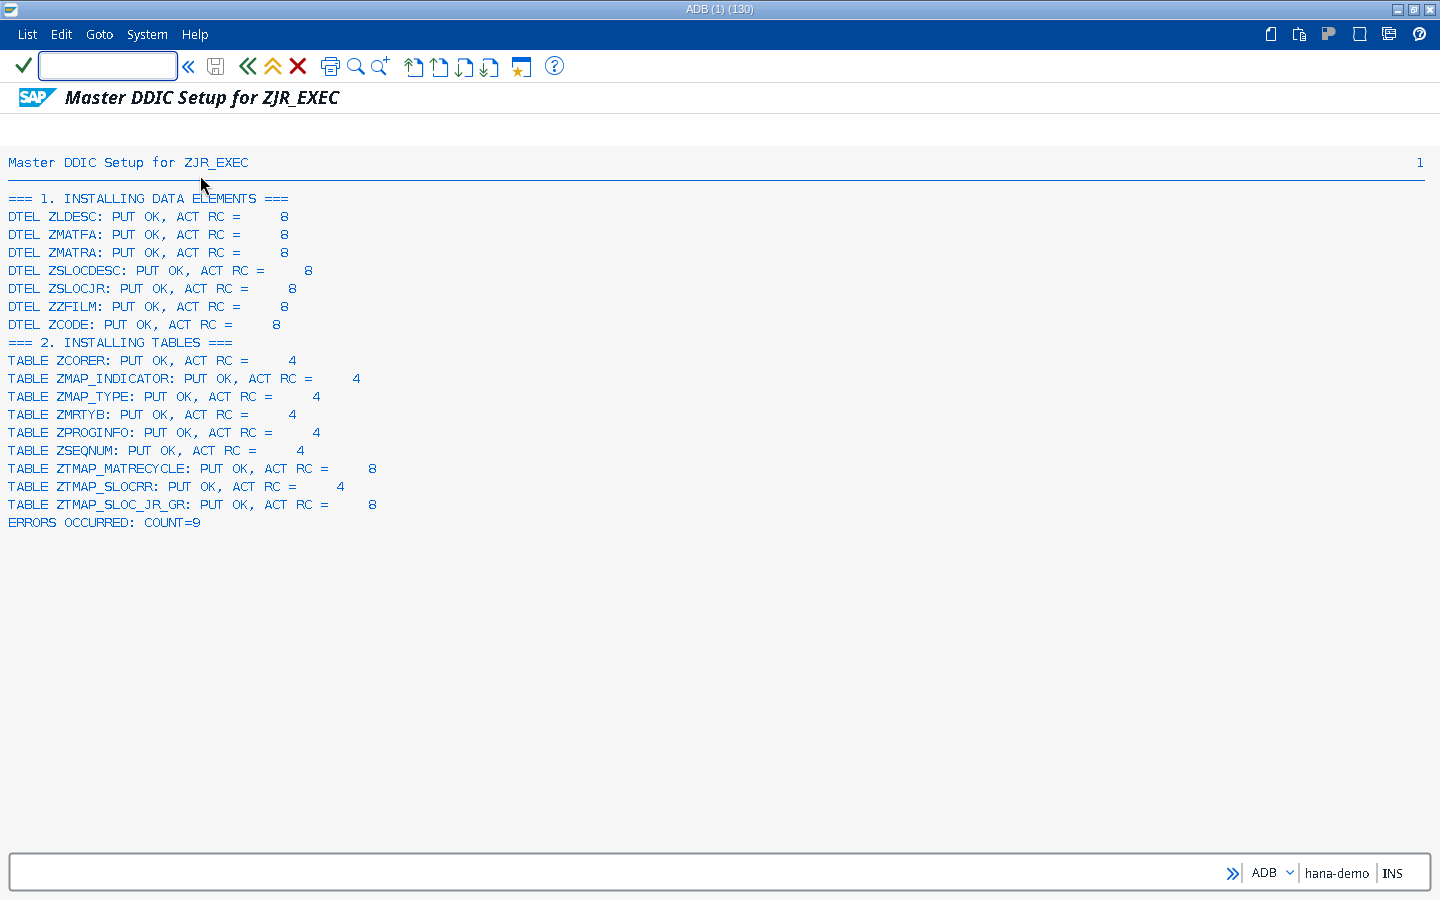 ADB (1) (130)
List Edit Goto System Help
SAP Master DDIC Setup for ZJR_EXEC
Master DDIC Setup for ZJR_EXEC 1
=== 1. INSTALLING DATA ELEMENTS ===
DTEL ZLDESC: PUT OK, ACT RC = 8
DTEL ZMATFA: PUT OK, ACT RC = 8
DTEL ZMATRA: PUT OK, ACT RC = 8
DTEL ZSLOCDESC: PUT OK, ACT RC = 8
DTEL ZSLOCJR: PUT OK, ACT RC = 8
DTEL ZZFILM: PUT OK, ACT RC = 8
DTEL ZCODE: PUT OK, ACT RC = 8
=== 2. INSTALLING TABLES ===
TABLE ZCORER: PUT OK, ACT RC = 4
TABLE ZMAP_INDICATOR: PUT OK, ACT RC = 4
TABLE ZMAP_TYPE: PUT OK, ACT RC = 4
TABLE ZMRTYB: PUT OK, ACT RC = 4
TABLE ZPROGINFO: PUT OK, ACT RC = 4
TABLE ZSEQNUM: PUT OK, ACT RC = 4
TABLE ZTMAP_MATRECYCLE: PUT OK, ACT RC = 8
TABLE ZTMAP_SLOCRR: PUT OK, ACT RC = 4
TABLE ZTMAP_SLOC_JR_GR: PUT OK, ACT RC = 8
ERRORS OCCURRED: COUNT=9
ADB hana-demo INS